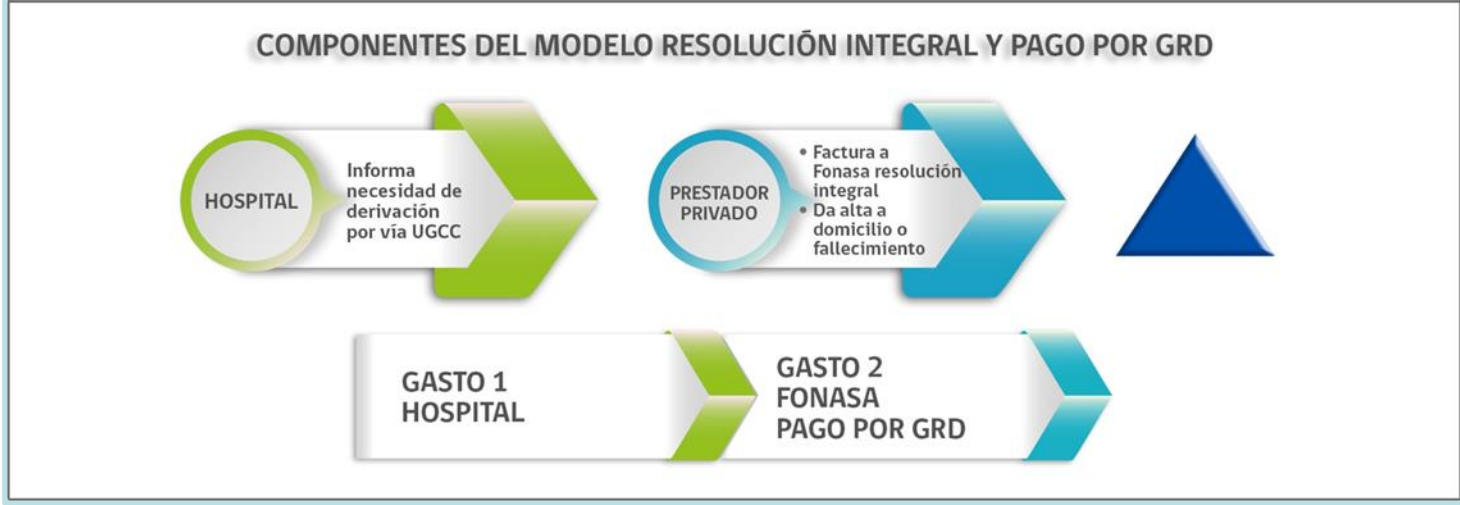 COMPONENTES DEL MODELO RESOLUCIÓN INTEGRAL Y PAGO POR GRD
HOSPITAL
Informa
necesidad de
derivación
por vía UGCC
PRESTADOR
PRIVADO
• Factura a
Fonasa resolución
integral
• Da alta a
domicilio o
fallecimiento
GASTO 1
HOSPITAL
GASTO 2
FONASA
PAGO POR GRD